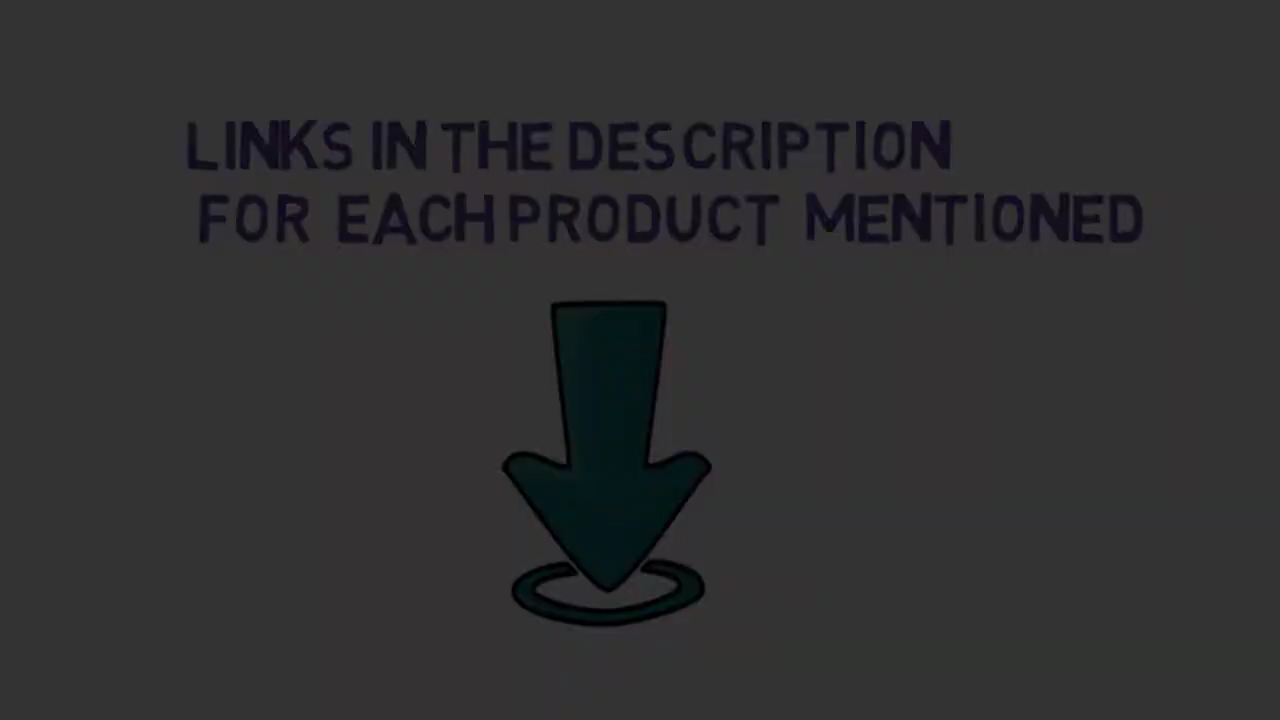 LINKS IN THE DESCRIPTION
FOR EACH PRODUCT MENTIONED